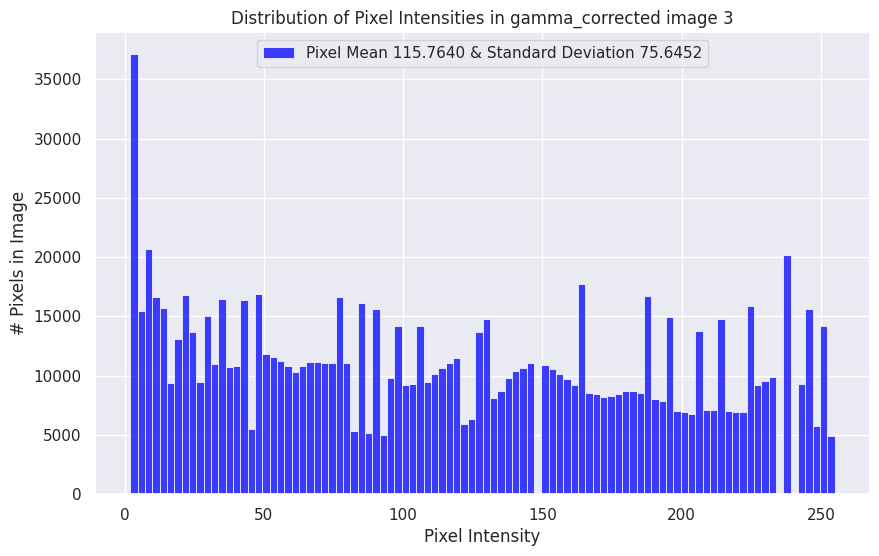 Distribution of Pixel Intensities in gamma_corrected image 3
Pixel Mean 115.7640 & Standard Deviation 75.6452
# Pixels in Image
35000
30000
25000
20000
15000
10000
5000
0
0 50 100 150 200 250
Pixel Intensity